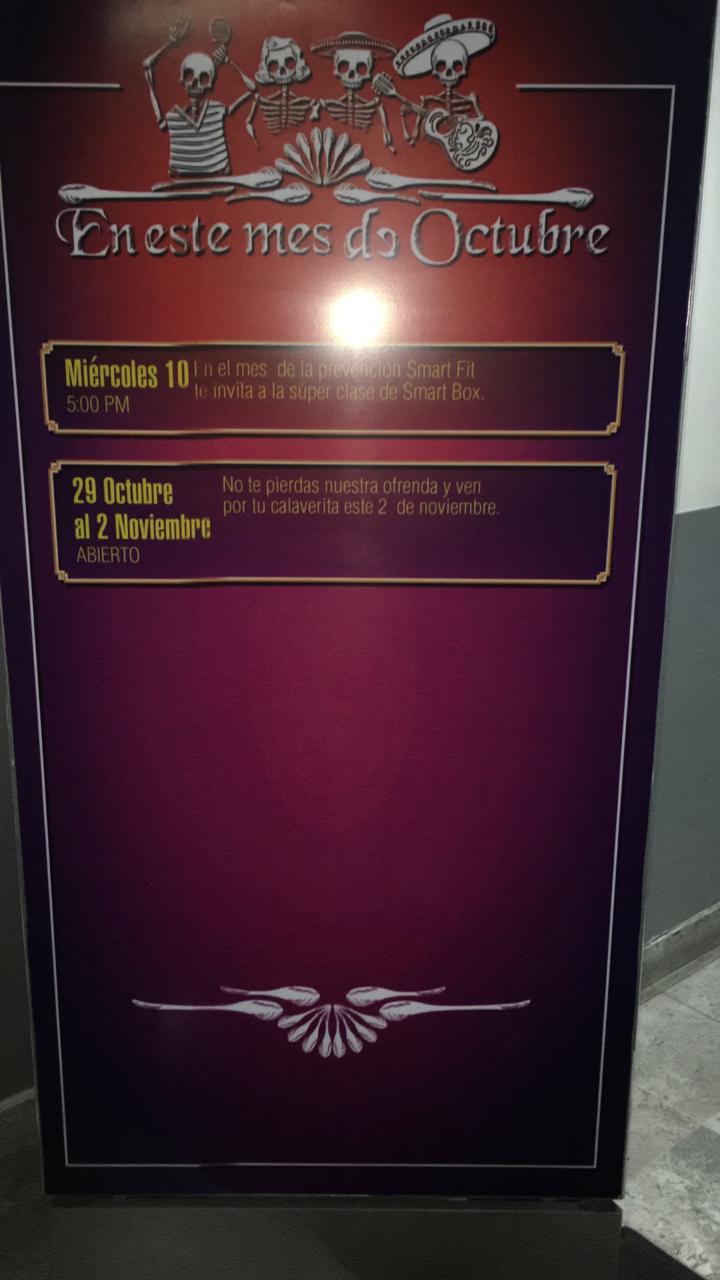 En este mes de Octubre
Miércoles 10
5:00 PM
En el mes de la prevención Smart Fit
te invita a la súper clase de Smart Box.
29 Octubre
al 2 Noviembre
ABIERTO
No te pierdas nuestra ofrenda y ven
por tu calaverita este 2 de noviembre.